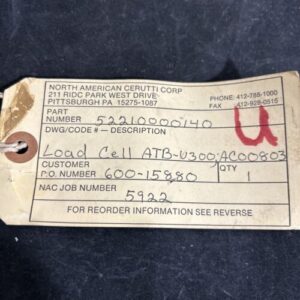 NORTH AMERICAN CERUTTI CORP
211 RIDC PARK WEST DRIVE
PITTSBURGH PA 15275-1087
PHONE: 412-785-1000
FAX 412-928-0515
PART
NUMBER 52210000140
DWG/CODE # — DESCRIPTION
U
Load Cell ATB-U300;AC00803
CUSTOMER
P.O. NUMBER 600-15880
QTY
1
NAC JOB NUMBER
5922
FOR REORDER INFORMATION SEE REVERSE